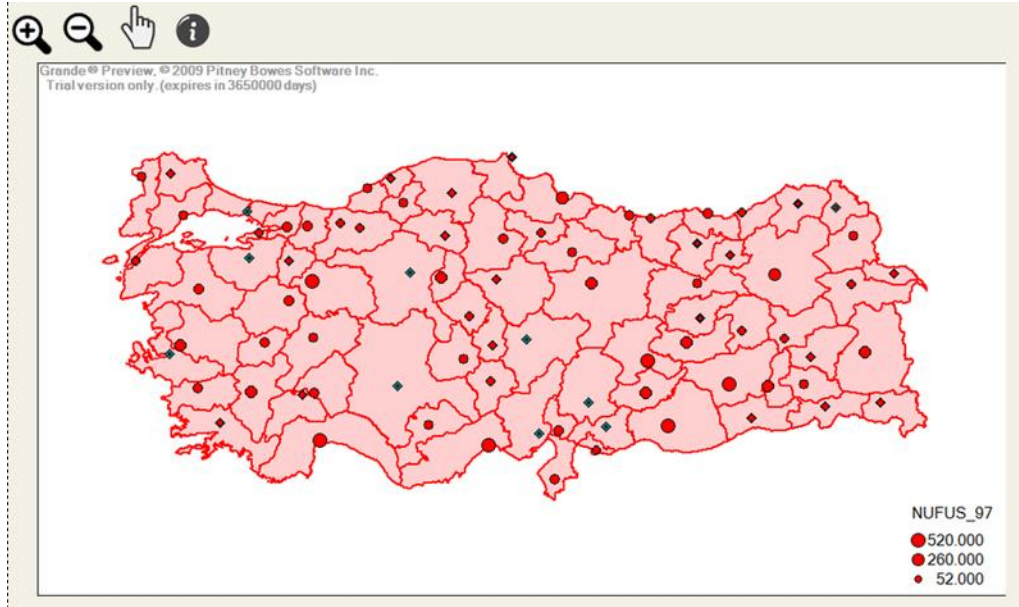 Grande® Preview, © 2009 Pitney Bowes Software Inc.
Trial version only. (expires in 3650000 days)
NUFUS_97
520.000
260.000
52.000